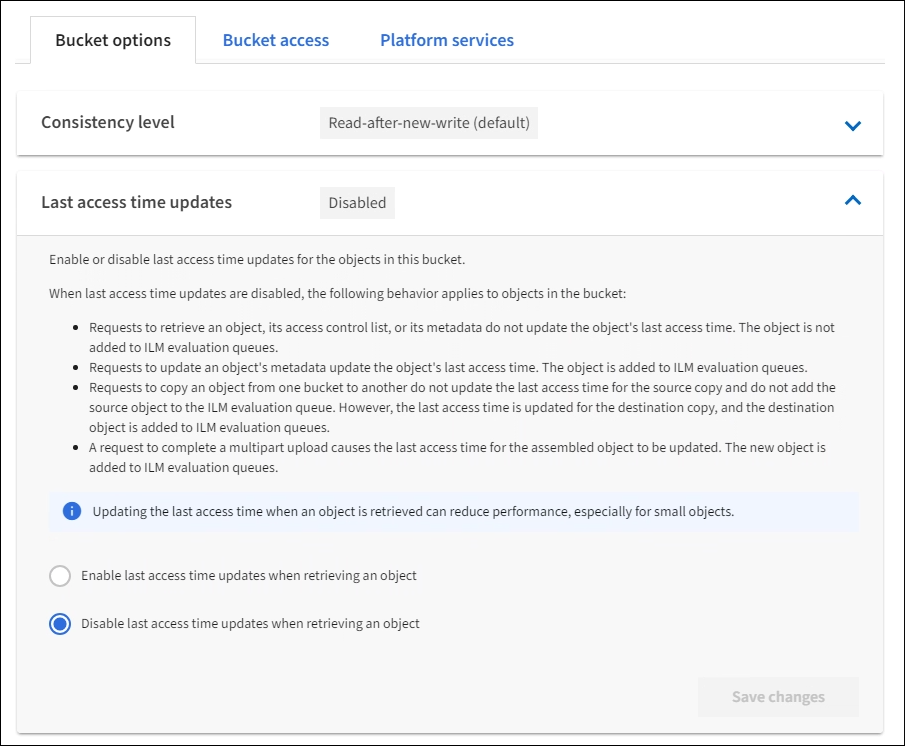 Bucket options Bucket access Platform services
Consistency level Read-after-new-write (default)
Last access time updates Disabled
Enable or disable last access time updates for the objects in this bucket.
When last access time updates are disabled, the following behavior applies to objects in the bucket:
• Requests to retrieve an object, its access control list, or its metadata do not update the object's last access time. The object is not
added to ILM evaluation queues.
• Requests to update an object's metadata update the object's last access time. The object is added to ILM evaluation queues.
• Requests to copy an object from one bucket to another do not update the last access time for the source copy and do not add the
source object to the ILM evaluation queue. However, the last access time is updated for the destination copy, and the destination
object is added to ILM evaluation queues.
• A request to complete a multipart upload causes the last access time for the assembled object to be updated. The new object is
added to ILM evaluation queues.
Updating the last access time when an object is retrieved can reduce performance, especially for small objects.
Enable last access time updates when retrieving an object
Disable last access time updates when retrieving an object
Save changes